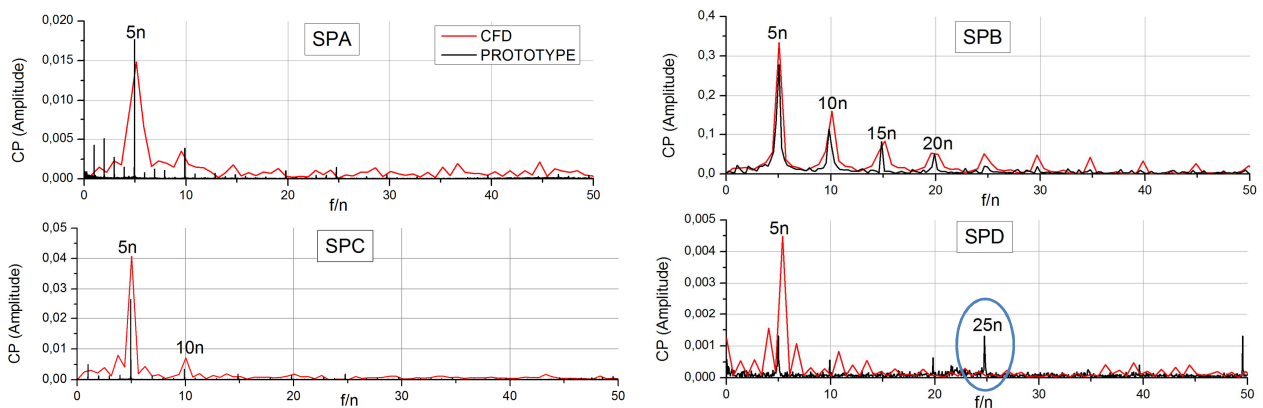 SPA
CFD
PROTOTYPE
5n
CP (Amplitude)
0,020
0,015
0,010
0,005
0,000
0 10 20 30 40 50
f/n
SPB
5n
10n
15n
20n
CP (Amplitude)
0,4
0,3
0,2
0,1
0,0
0 10 20 30 40 50
f/n
SPC
5n
10n
CP (Amplitude)
0,05
0,04
0,03
0,02
0,01
0,00
0 10 20 30 40 50
f/n
SPD
5n
25n
CP (Amplitude)
0,005
0,004
0,003
0,002
0,001
0,000
0 10 20 30 40 50
f/n